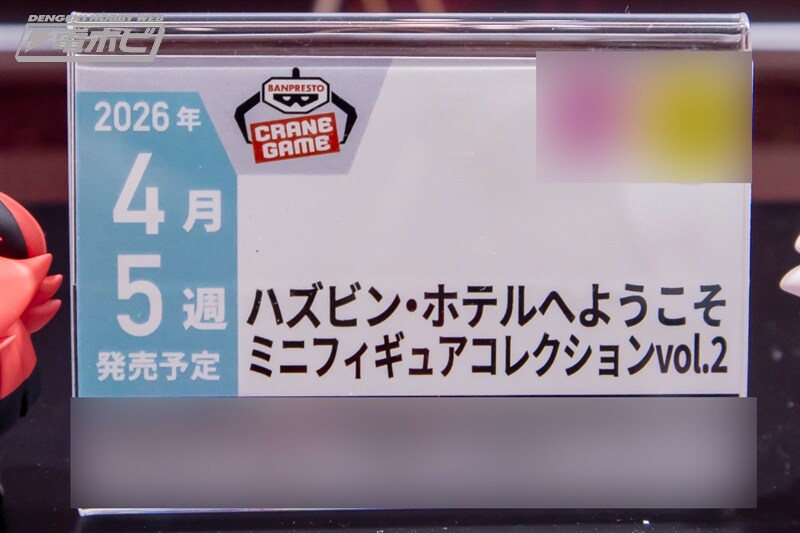 DENGEKI HOBBY WEB
電ホビ
BANPRESTO
CRANE
GAME
2026年
4月
5週
発売予定
ハズビン・ホテルへようこそ
ミニフィギュアコレクションvol.2